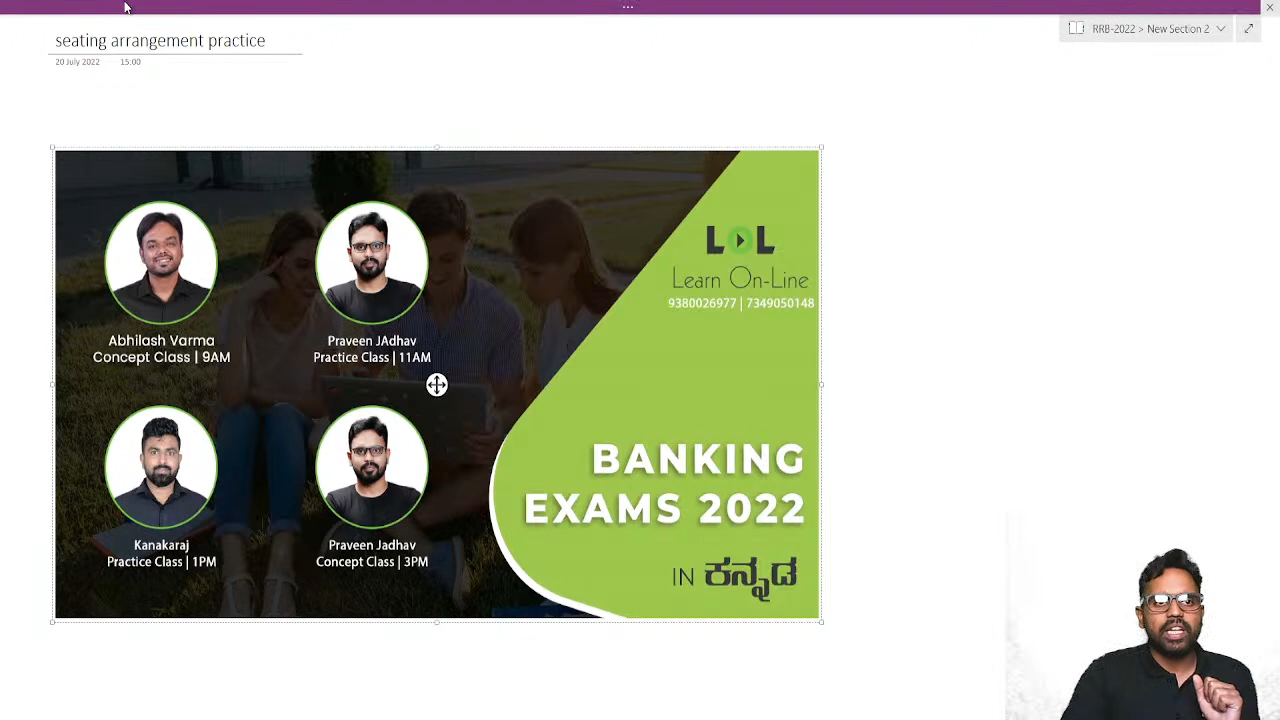 seating arrangement practice
20 July 2022 15:00
RRB-2022 > New Section 2
LOL
Learn On-Line
9380026977 | 7349050148
Abhilash Varma
Concept Class | 9AM
Praveen JAdhav
Practice Class | 11AM
Kanakaraj
Practice Class | 1PM
Praveen Jadhav
Concept Class | 3PM
BANKING
EXAMS 2022
IN ಕನ್ನಡ